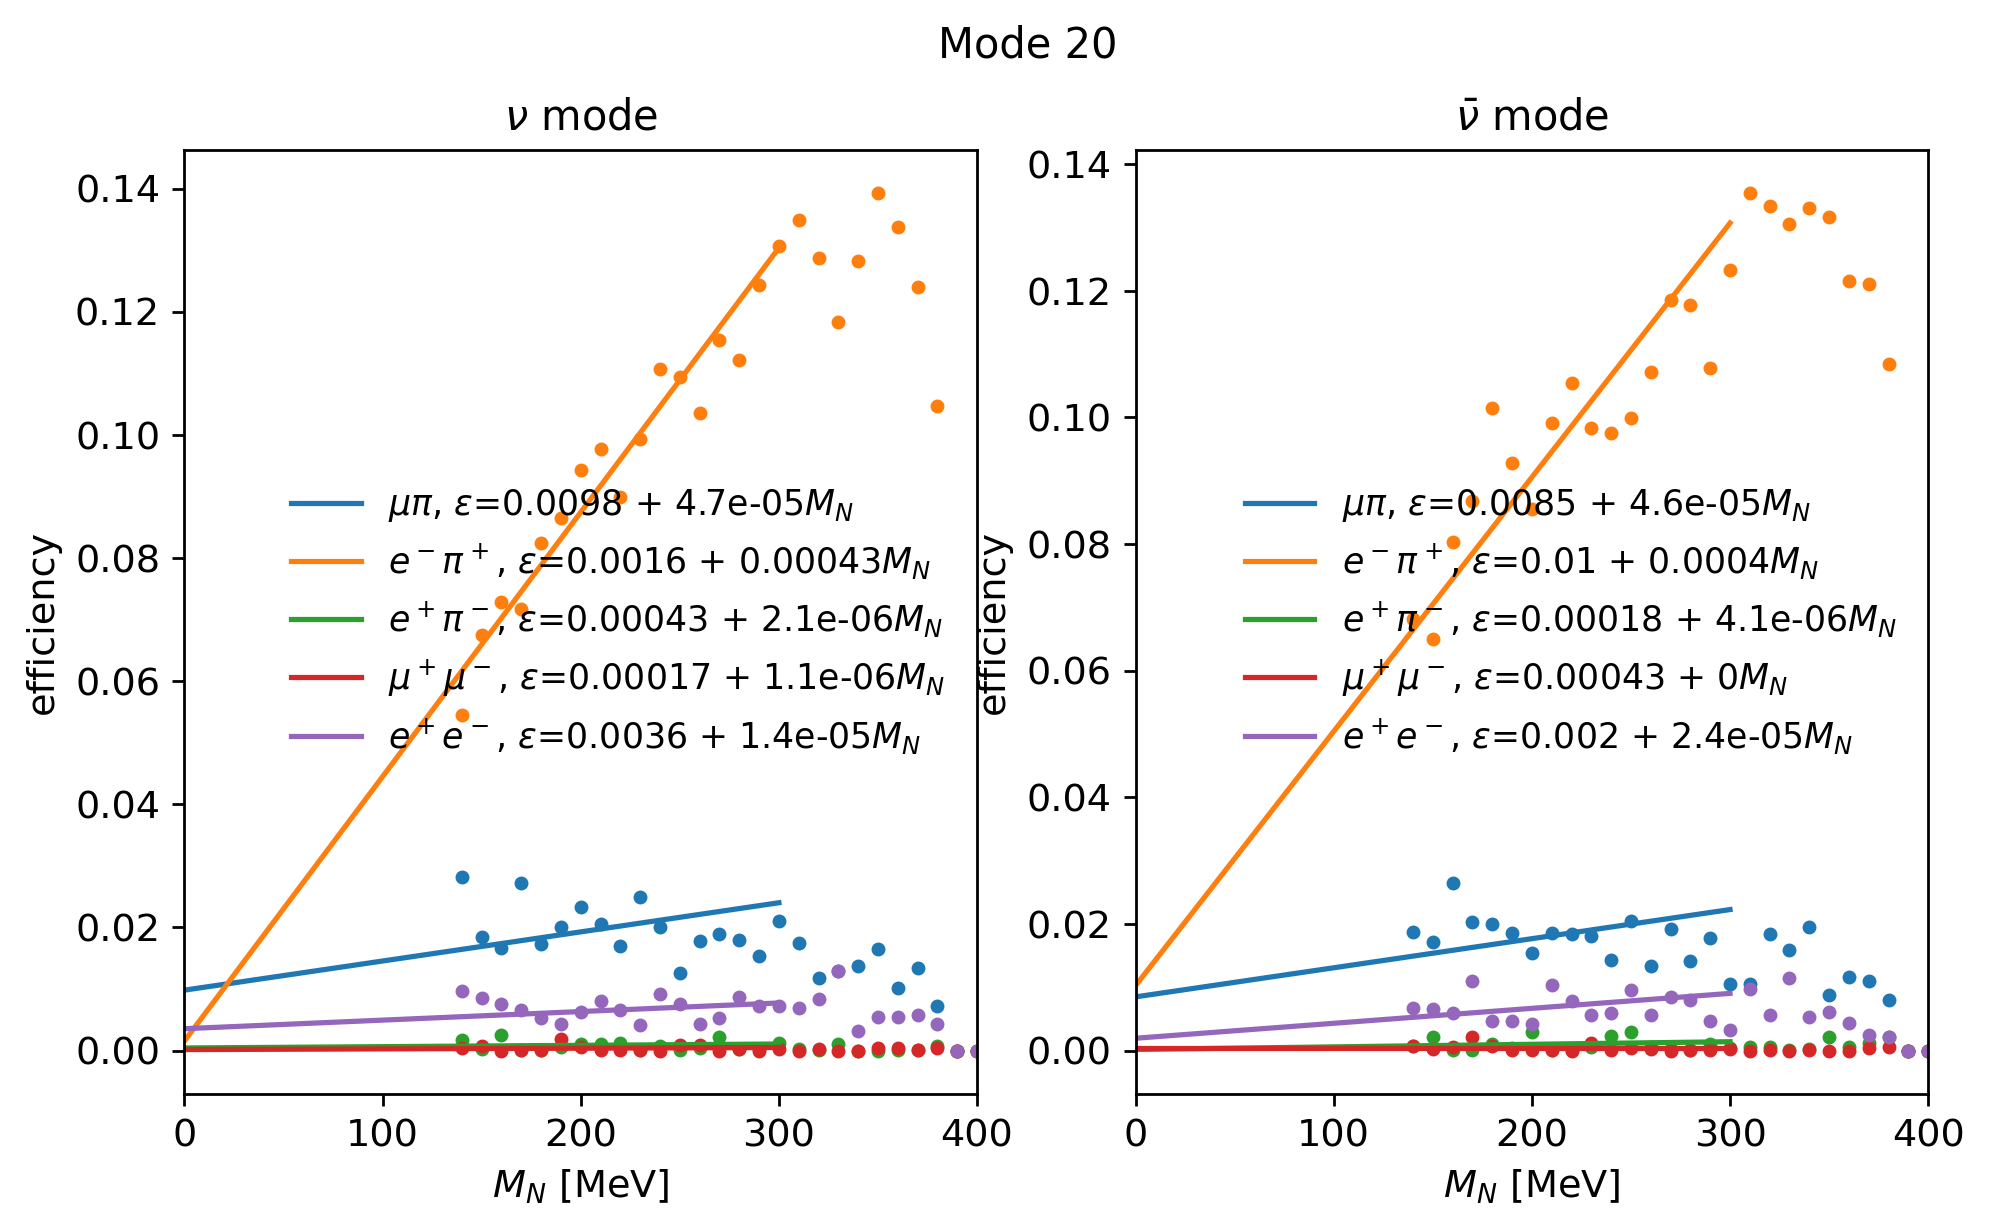 Mode 20
ν mode
0.14
0.12
0.10
0.08
0.06
0.04
0.02
0.00
efficiency
μπ, ε=0.0098 + 4.7e-05M_N
e⁻π⁺, ε=0.0016 + 0.00043M_N
e⁺π⁻, ε=0.00043 + 2.1e-06M_N
μ⁺μ⁻, ε=0.00017 + 1.1e-06M_N
e⁺e⁻, ε=0.0036 + 1.4e-05M_N
0 100 200 300 400
M_N [MeV]
ν̄ mode
0.14
0.12
0.10
0.08
0.06
0.04
0.02
0.00
efficiency
μπ, ε=0.0085 + 4.6e-05M_N
e⁻π⁺, ε=0.01 + 0.0004M_N
e⁺π⁻, ε=0.00018 + 4.1e-06M_N
μ⁺μ⁻, ε=0.00043 + 0M_N
e⁺e⁻, ε=0.002 + 2.4e-05M_N
0 100 200 300 400
M_N [MeV]